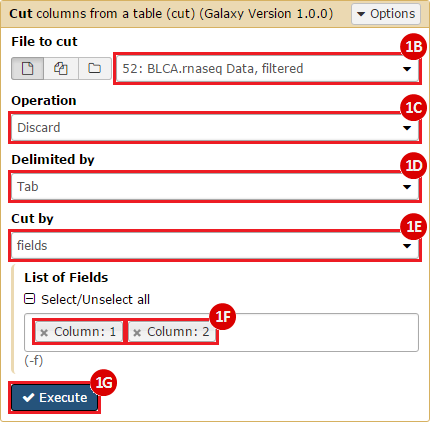 Cut columns from a table (cut) (Galaxy Version 1.0.0) Options
File to cut
1B
52: BLCA.rnaseq Data, filtered
Operation
1C
Discard
Delimited by
1D
Tab
Cut by
1E
fields
List of Fields
Select/Unselect all
1F
Column: 1 Column: 2
(-f)
1G
Execute